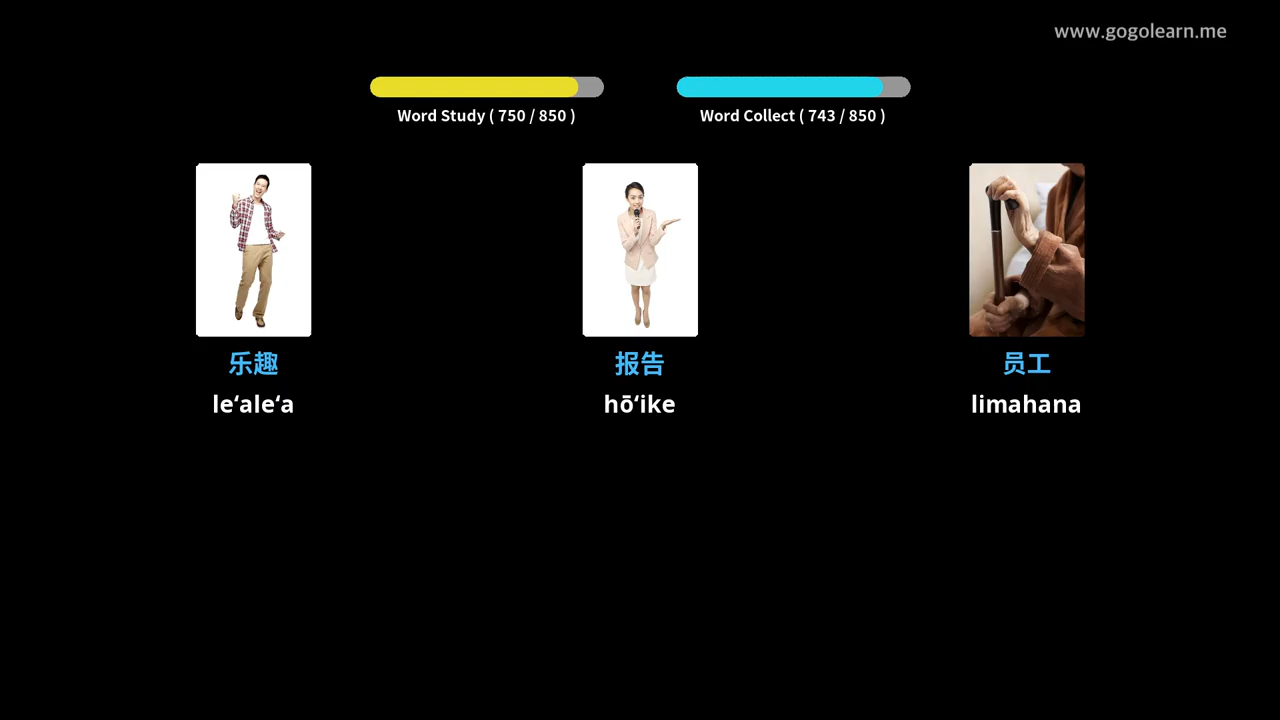 www.gogolearn.me
Word Study ( 750 / 850 )
Word Collect ( 743 / 850 )
乐趣
报告
员工
leʻaleʻa
hōʻike
limahana